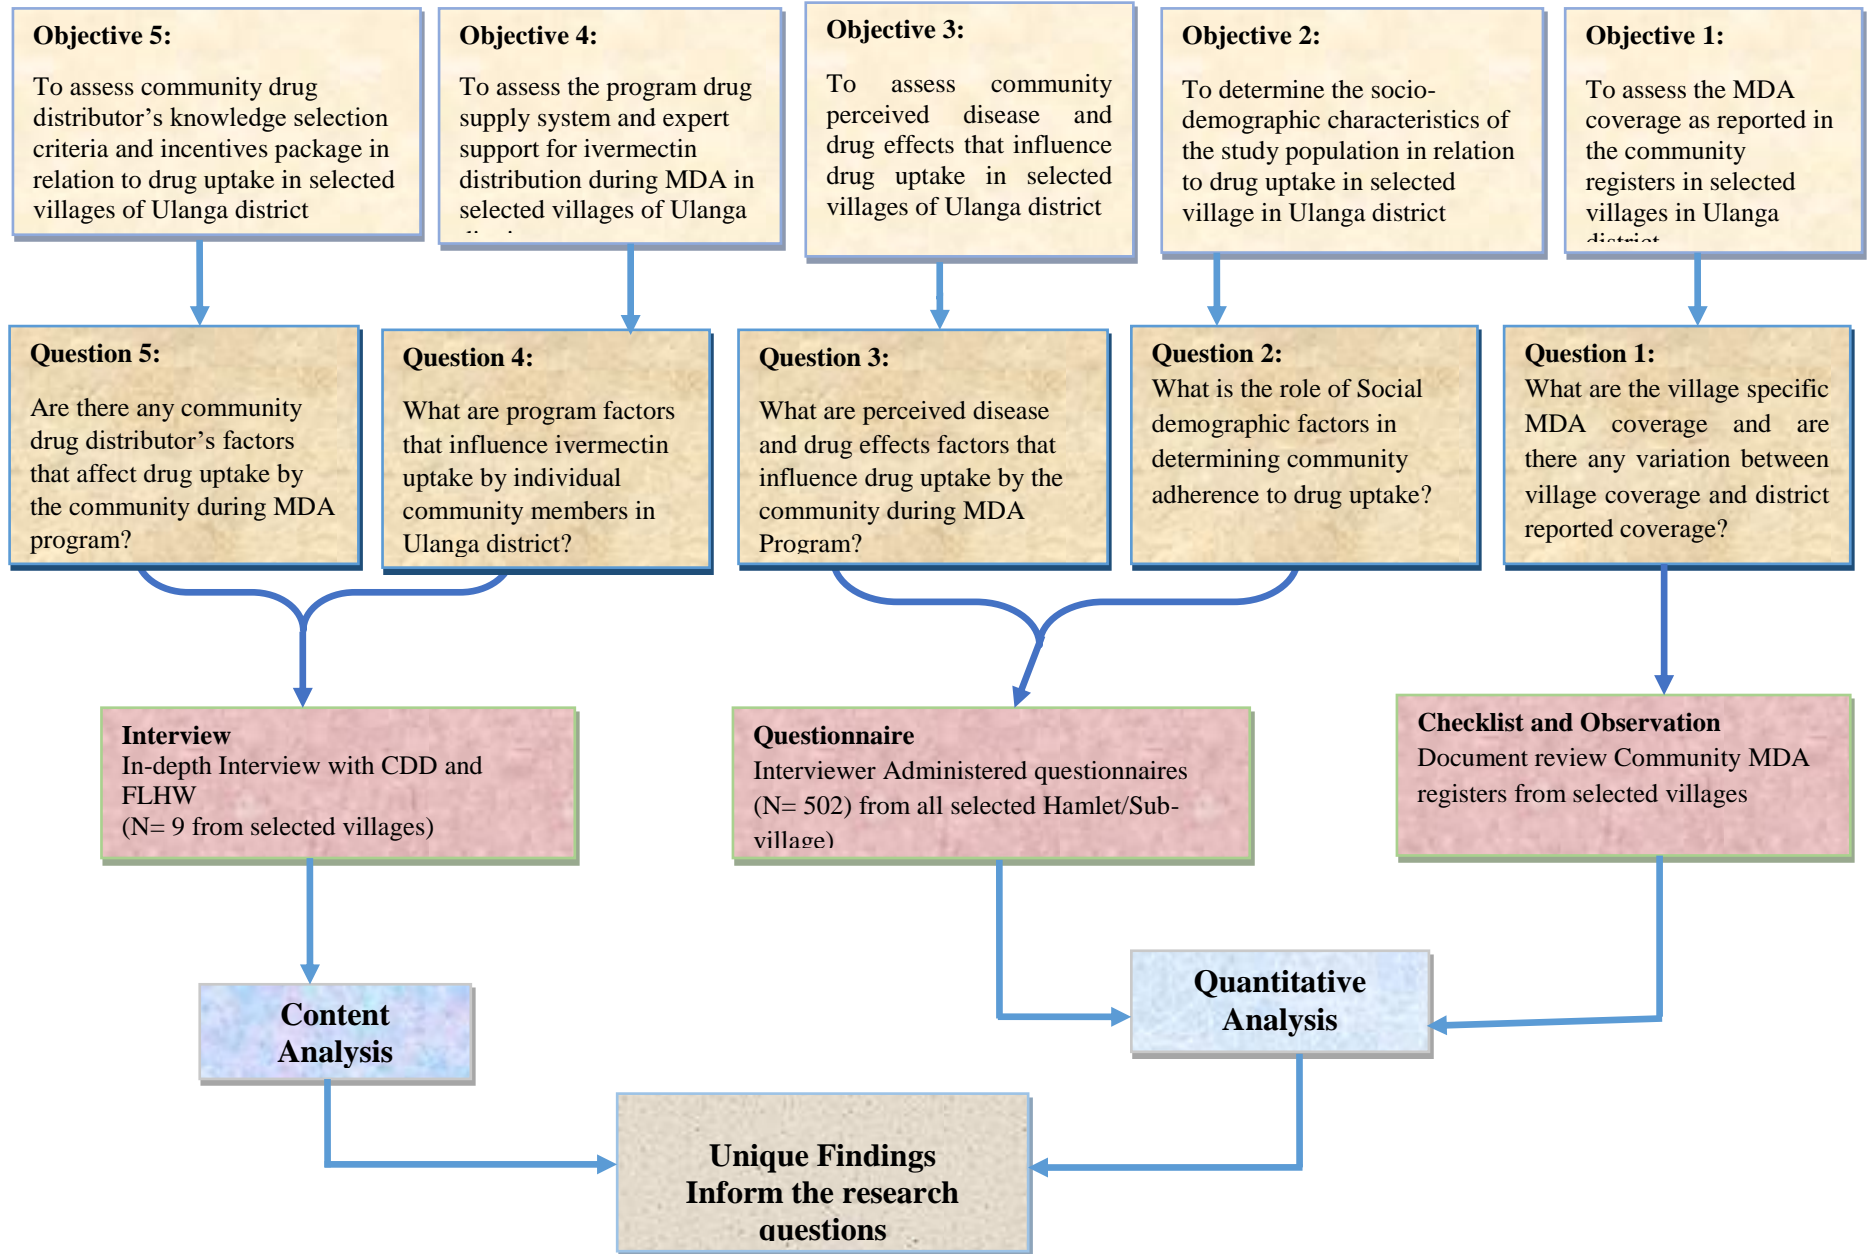 Objective 5:
To assess community drug
distributor’s knowledge selection
criteria and incentives package in
relation to drug uptake in selected
villages of Ulanga district
Objective 4:
To assess the program drug
supply system and expert
support for ivermectin
distribution during MDA in
selected villages of Ulanga
Objective 3:
To assess community
perceived disease and
drug effects that influence
drug uptake in selected
villages of Ulanga district
Objective 2:
To determine the socio-
demographic characteristics of
the study population in relation
to drug uptake in selected
village in Ulanga district
Objective 1:
To assess the MDA
coverage as reported in
the community
registers in selected
villages in Ulanga
district
Question 5:
Are there any community
drug distributor’s factors
that affect drug uptake by
the community during MDA
program?
Question 4:
What are program factors
that influence ivermectin
uptake by individual
community members in
Ulanga district?
Question 3:
What are perceived disease
and drug effects factors that
influence drug uptake by the
community during MDA
Program?
Question 2:
What is the role of Social
demographic factors in
determining community
adherence to drug uptake?
Question 1:
What are the village specific
MDA coverage and are
there any variation between
village coverage and district
reported coverage?
Interview
In-depth Interview with CDD and
FLHW
(N= 9 from selected villages)
Questionnaire
Interviewer Administered questionnaires
(N= 502) from all selected Hamlet/Sub-
village)
Checklist and Observation
Document review Community MDA
registers from selected villages
Content
Analysis
Quantitative
Analysis
Unique Findings
Inform the research
questions